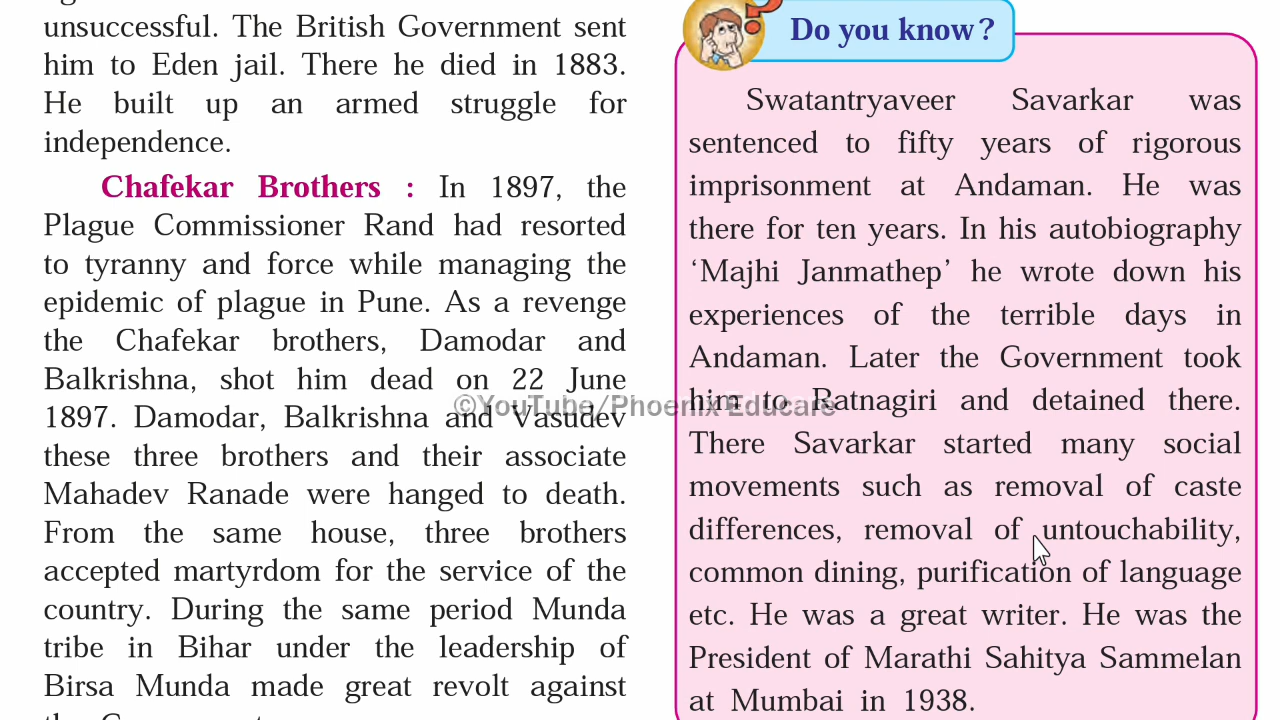 unsuccessful. The British Government sent
him to Eden jail. There he died in 1883.
He built up an armed struggle for
independence.
Chafekar Brothers : In 1897, the
Plague Commissioner Rand had resorted
to tyranny and force while managing the
epidemic of plague in Pune. As a revenge
the Chafekar brothers, Damodar and
Balkrishna, shot him dead on 22 June
1897. Damodar, Balkrishna and Vasudev
these three brothers and their associate
Mahadev Ranade were hanged to death.
From the same house, three brothers
accepted martyrdom for the service of the
country. During the same period Munda
tribe in Bihar under the leadership of
Birsa Munda made great revolt against
Do you know?
Swatantryaveer Savarkar was
sentenced to fifty years of rigorous
imprisonment at Andaman. He was
there for ten years. In his autobiography
‘Majhi Janmathep’ he wrote down his
experiences of the terrible days in
Andaman. Later the Government took
him to Ratnagiri and detained there.
There Savarkar started many social
movements such as removal of caste
differences, removal of untouchability,
common dining, purification of language
etc. He was a great writer. He was the
President of Marathi Sahitya Sammelan
at Mumbai in 1938.
©YouTube/Phoenix Educare